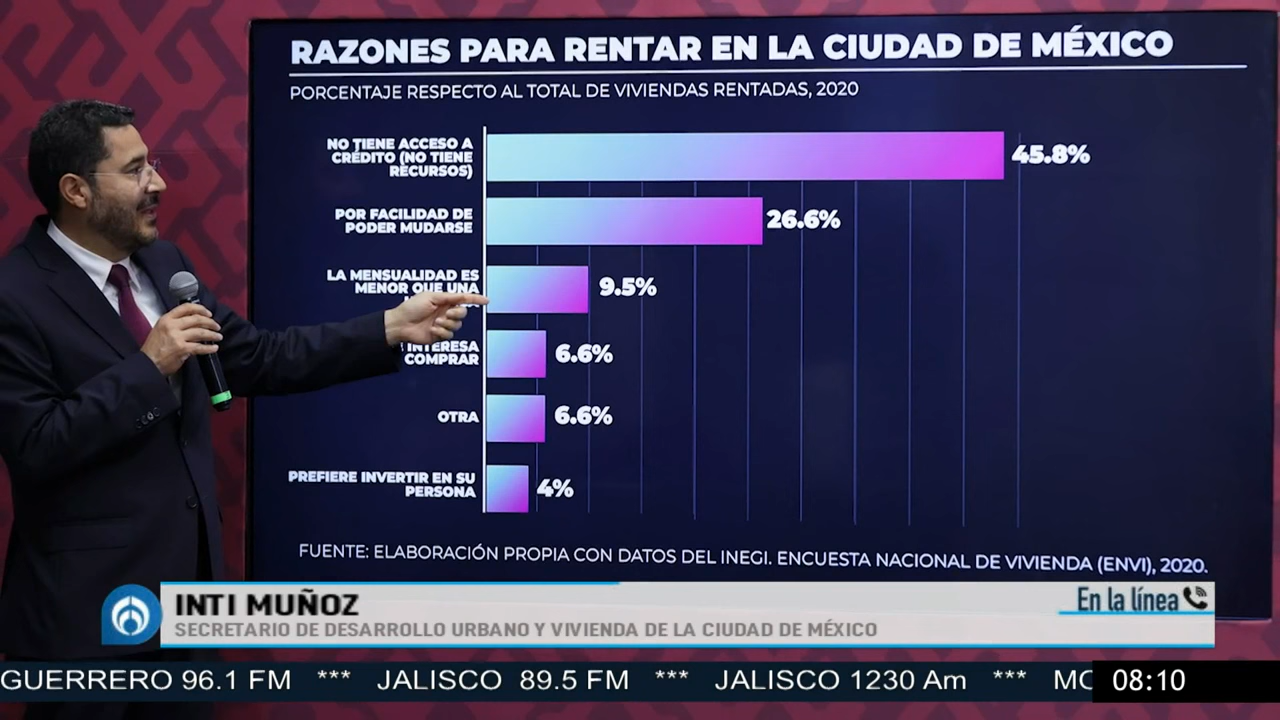 RAZONES PARA RENTAR EN LA CIUDAD DE MÉXICO
PORCENTAJE RESPECTO AL TOTAL DE VIVIENDAS RENTADAS, 2020
NO TIENE ACCESO A
CRÉDITO (NO TIENE
RECURSOS)
45.8%
POR FACILIDAD DE
PODER MUDARSE
26.6%
LA MENSUALIDAD ES
MENOR QUE UNA
9.5%
INTERESA
COMPRAR
6.6%
OTRA
6.6%
PREFIERE INVERTIR EN SU
PERSONA
4%
FUENTE: ELABORACIÓN PROPIA CON DATOS DEL INEGI. ENCUESTA NACIONAL DE VIVIENDA (ENVI), 2020.
INTI MUÑOZ
En la línea
SECRETARIO DE DESARROLLO URBANO Y VIVIENDA DE LA CIUDAD DE MÉXICO
GUERRERO 96.1 FM *** JALISCO 89.5 FM *** JALISCO 1230 Am *** MO
08:10